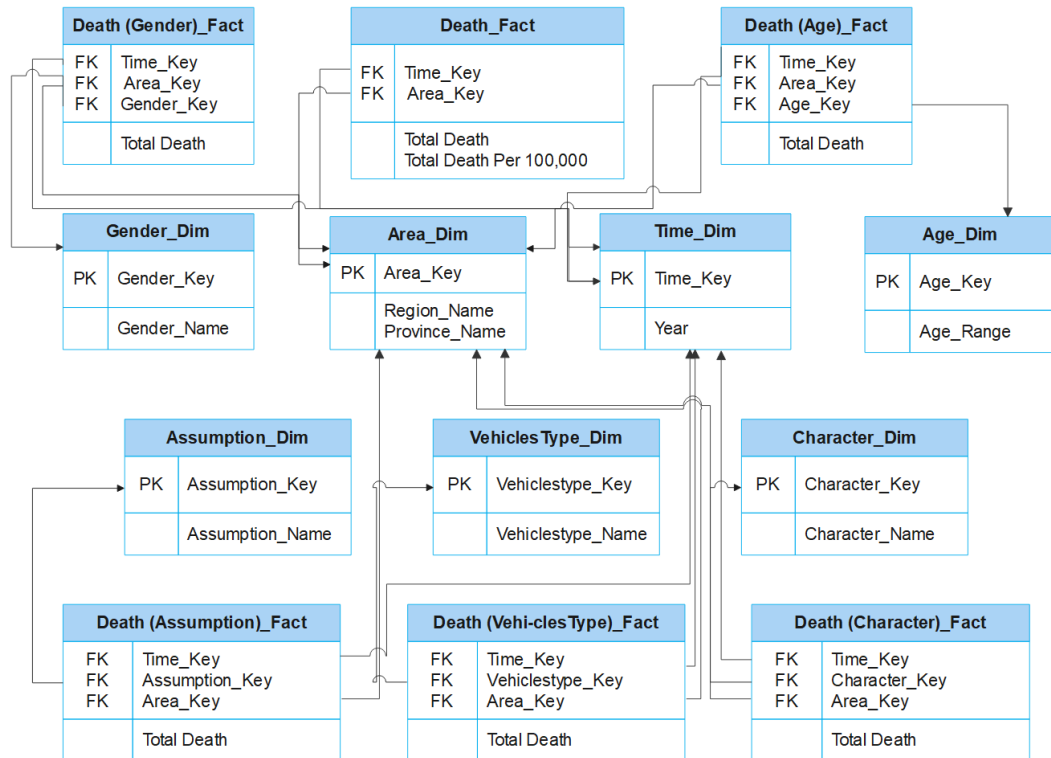 Death (Gender)_Fact
FK Time_Key
FK Area_Key
FK Gender_Key
Total Death
Death_Fact
FK Time_Key
FK Area_Key
Total Death
Total Death Per 100,000
Death (Age)_Fact
FK Time_Key
FK Area_Key
FK Age_Key
Total Death
Gender_Dim
PK Gender_Key
Gender_Name
Area_Dim
PK Area_Key
Region_Name
Province_Name
Time_Dim
PK Time_Key
Year
Age_Dim
PK Age_Key
Age_Range
Assumption_Dim
PK Assumption_Key
Assumption_Name
VehiclesType_Dim
PK Vehiclestype_Key
Vehiclestype_Name
Character_Dim
PK Character_Key
Character_Name
Death (Assumption)_Fact
FK Time_Key
FK Assumption_Key
FK Area_Key
Total Death
Death (Vehi-clesType)_Fact
FK Time_Key
FK Vehiclestype_Key
FK Area_Key
Total Death
Death (Character)_Fact
FK Time_Key
FK Character_Key
FK Area_Key
Total Death